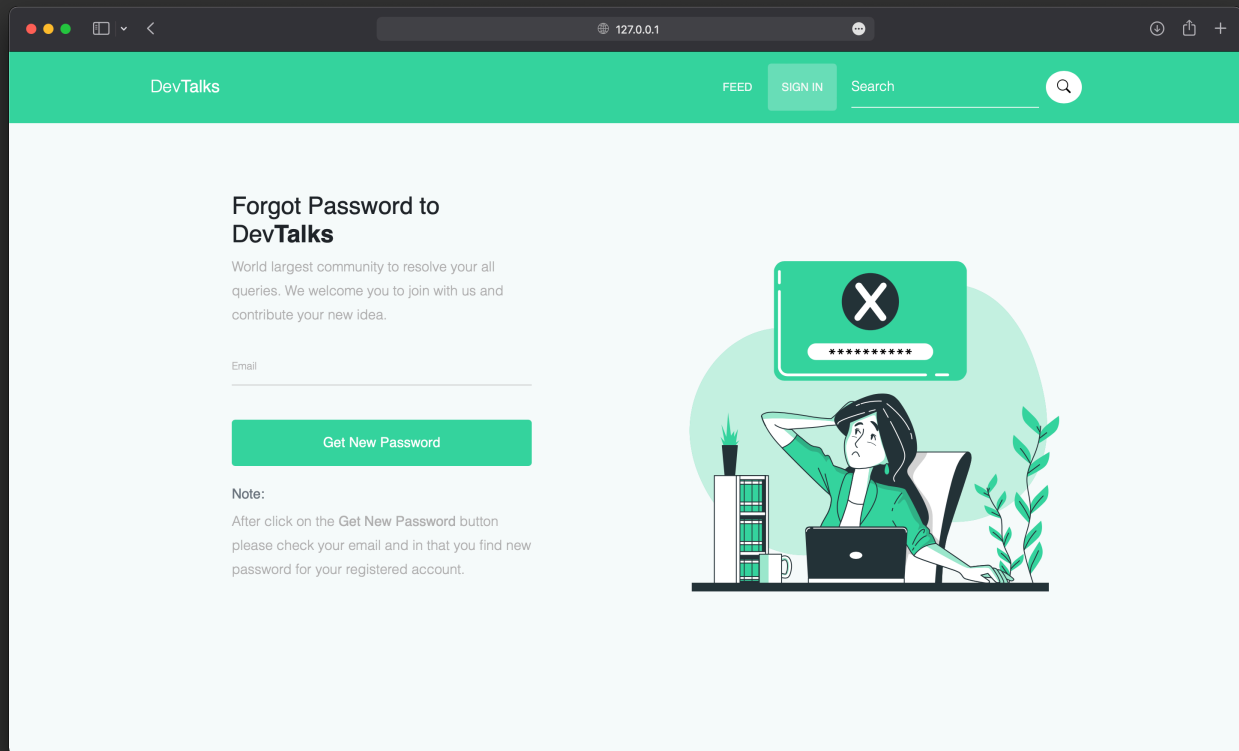 127.0.0.1
DevTalks
FEED
SIGN IN
Search
Forgot Password to
DevTalks
World largest community to resolve your all
queries. We welcome you to join with us and
contribute your new idea.
Email
Get New Password
Note:
After click on the Get New Password button
please check your email and in that you find new
password for your registered account.
X
**********